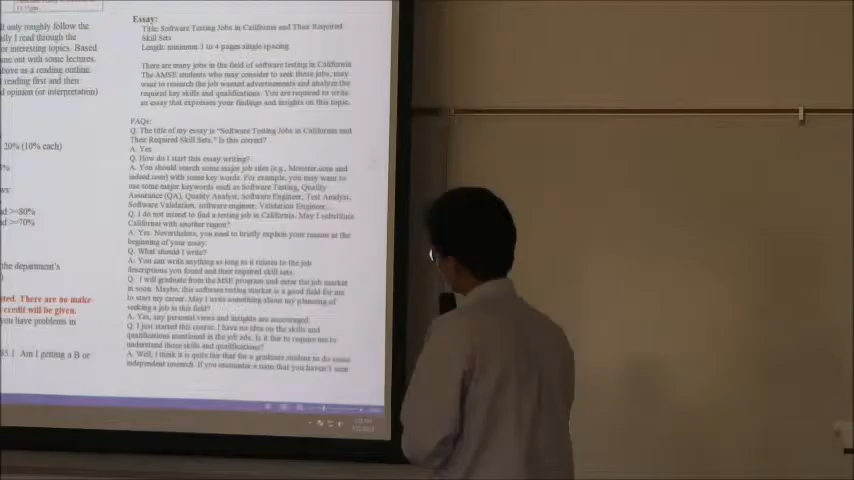 11:15pm
ll only roughly follow the
lly I read through the
or interesting topics. Based
ne out with some lectures.
bove as a reading outline.
reading first and then
d opinion (or interpretation)
20% (10% each)
ws:
ad >=80%
nd >=70%
the department's
pted. There are no make-
credit will be given.
you have problems in
85.1 Am I getting a B or
Essay:
Title: Software Testing Jobs in California and Their Required
Skill Sets
Length: minimum 3 to 4 pages single spacing
There are many jobs in the field of software testing in California
The AMSE students who may consider to seek those jobs, may
want to research the job wanted advertisements and analyze the
required key skills and qualifications. You are required to write
an essay that expresses your findings and insights on this topic.
FAQs:
Q. The title of my essay is "Software Testing Jobs in California and
Their Required Skill Sets." Is this correct?
A. Yes
Q. How do I start this essay writing?
A. You should search some major job sites (e.g., Monster.com and
indeed.com) with some key words. For example, you may want to
use some major keywords such as Software Testing, Quality
Assurance (QA), Quality Analyst, Software Engineer, Test Analyst,
Software Validation, software engineer, Validation Engineer...
Q. I do not intend to find a testing job in California. May I substitute
California with another region?
A. Yes. Nevertheless, you need to briefly explain your reason at the
beginning of your essay.
Q. What should I write?
A. You can write anything as long as it relates to the job
descriptions you found and their required skill sets.
Q. I will graduate from the MSE program and enter the job market
in soon. Maybe, this software testing market is a good field for me
to start my career. May I write something about my planning of
seeking a job in this field?
A. Yes, any personal views and insights are encouraged.
Q. I just started this course. I have no idea on the skills and
qualifications mentioned in the job ads. Is it fair to require me to
understand those skills and qualifications?
A. Well, I think it is quite fair that for a graduate student to do some
independent research. If you encounter a term that you haven't seen